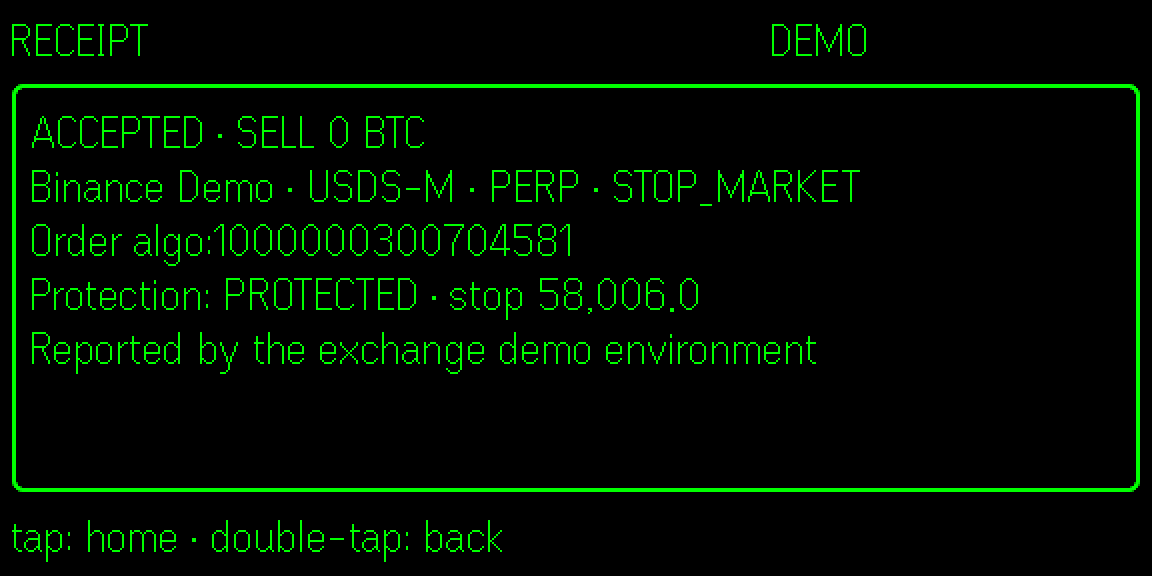 RECEIPT DEMO
ACCEPTED · SELL 0 BTC
Binance Demo · USDS-M · PERP · STOP_MARKET
Order algo:1000000300704581
Protection: PROTECTED · stop 58,006.0
Reported by the exchange demo environment
tap: home · double-tap: back